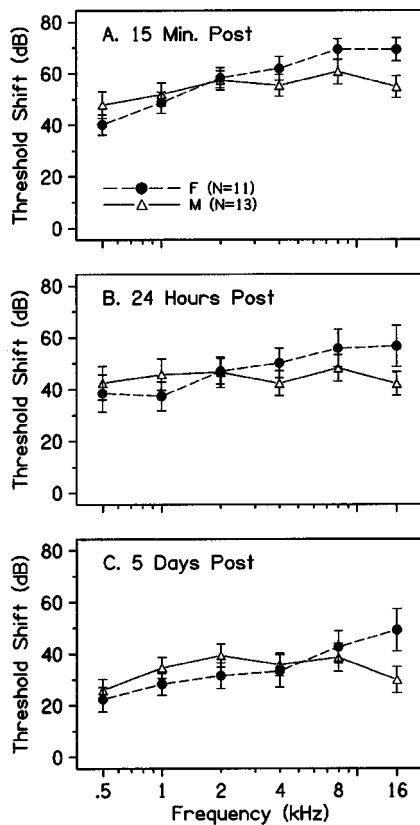 A. 15 Min. Post
Threshold Shift (dB)
80
60
40
20
0
F (N=11)
M (N=13)
B. 24 Hours Post
Threshold Shift (dB)
80
60
40
20
0
C. 5 Days Post
Threshold Shift (dB)
80
60
40
20
0
.5 1 2 4 8 16
Frequency (kHz)